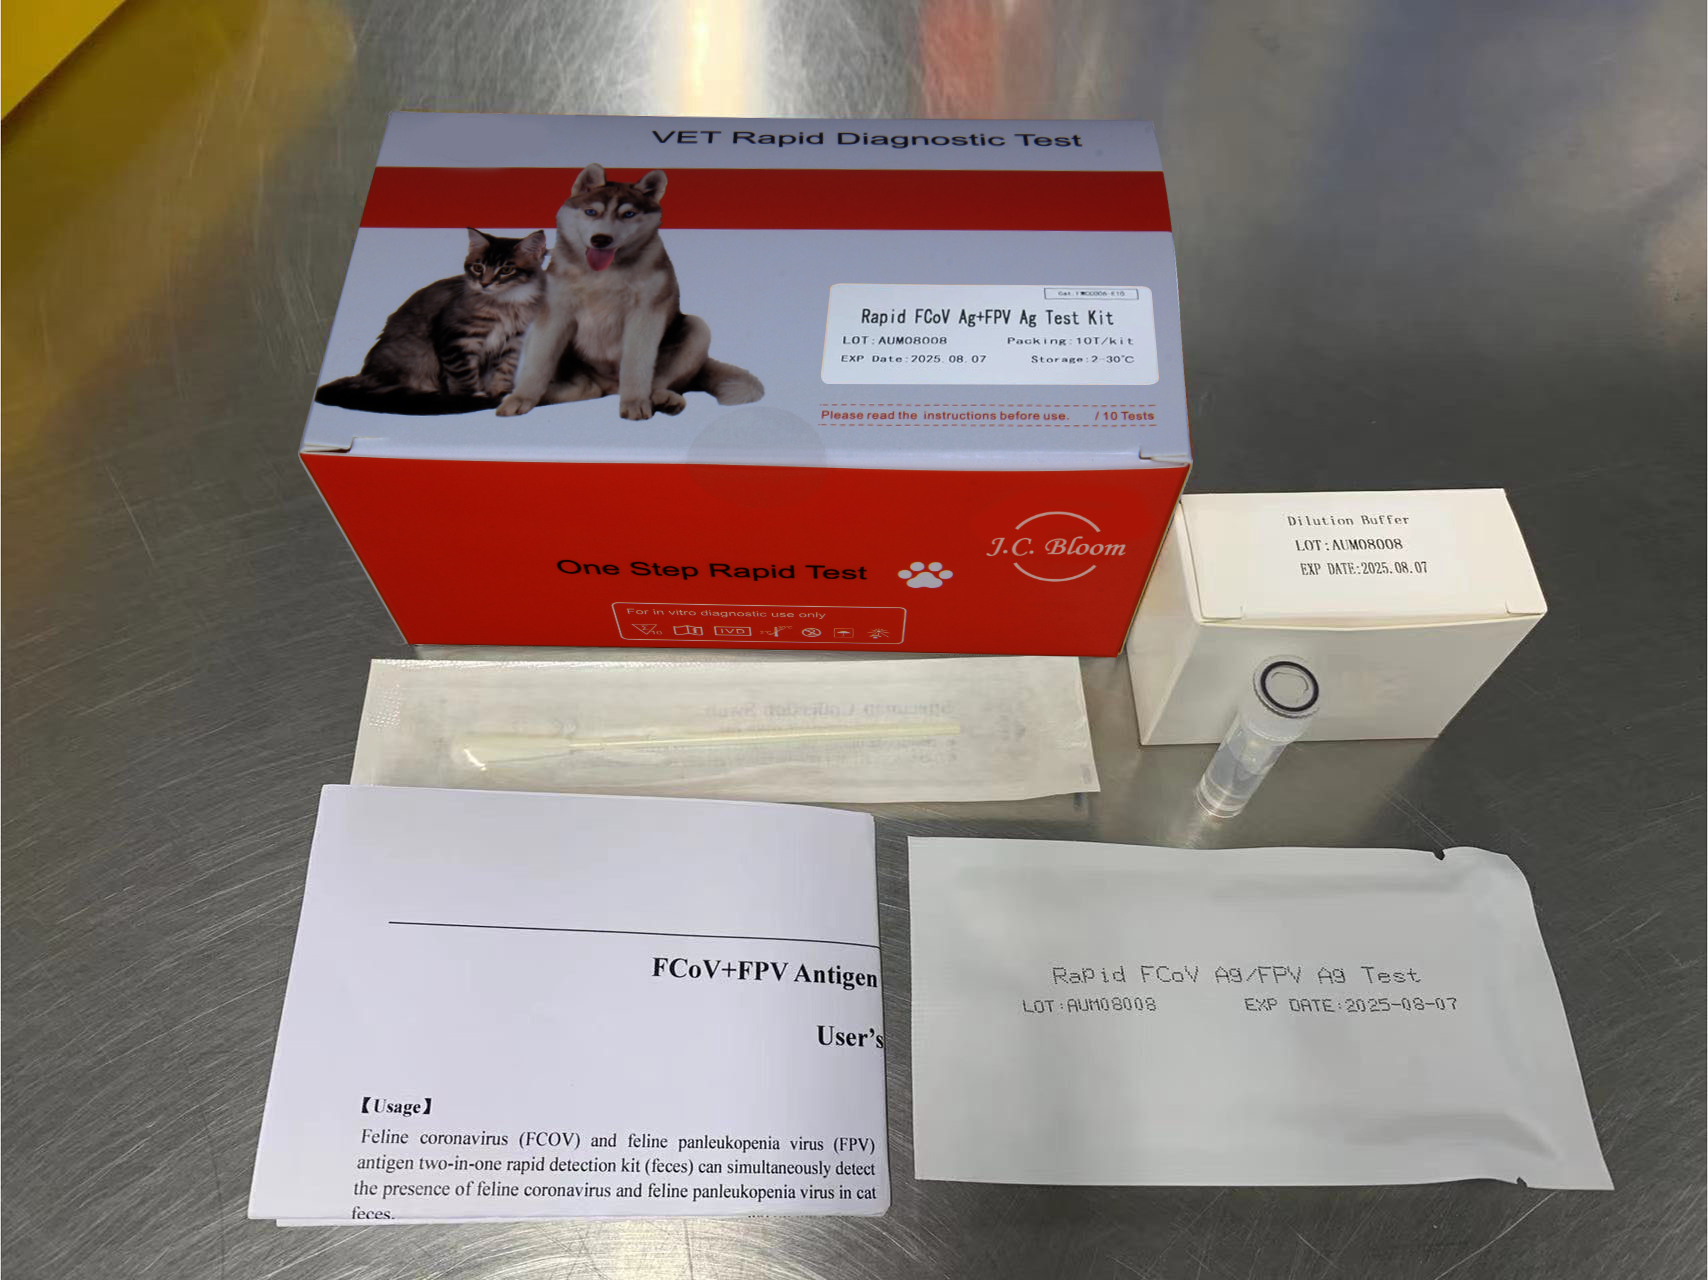 VET Rapid Diagnostic Test
Rapid FCoV Ag+FPV Ag Test Kit
LOT:AUM08008 Packing:10T/kit
EXP Date:2025.08.07 Storage:2-30℃
Please read the instructions before use. / 10 Tests
One Step Rapid Test
J.C. Bloom
For in vitro diagnostic use only
IVD
Dilution Buffer
LOT:AUM08008
EXP DATE:2025.08.07
FCoV+FPV Antigen
User's
【Usage】
Feline coronavirus (FCOV) and feline panleukopenia virus (FPV)
antigen two-in-one rapid detection kit (feces) can simultaneously detect
the presence of feline coronavirus and feline panleukopenia virus in cat
feces.
Rapid FCoV Ag/FPV Ag Test
LOT:AUM08008 EXP DATE:2025-08-07